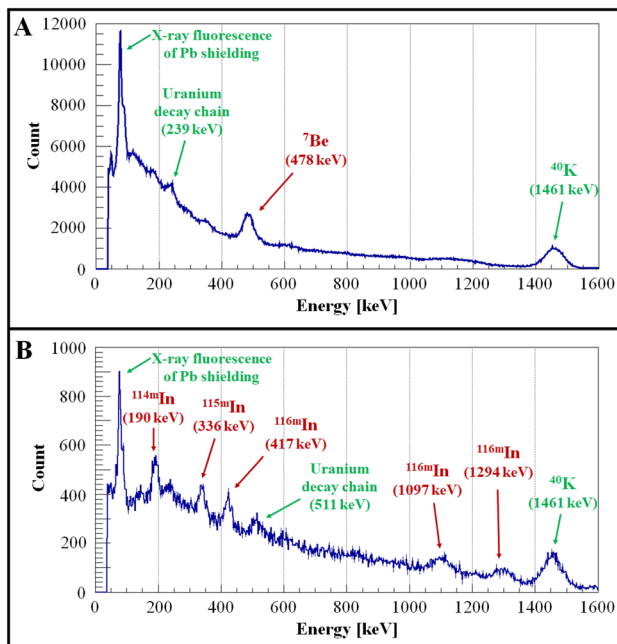 A
12000
10000
8000
6000
4000
2000
0
Count
X-ray fluorescence
of Pb shielding
Uranium
decay chain
(239 keV)
⁷Be
(478 keV)
⁴⁰K
(1461 keV)
0 200 400 600 800 1000 1200 1400 1600
Energy [keV]
B
1000
800
600
400
200
0
Count
X-ray fluorescence
of Pb shielding
¹¹⁴ᵐIn
(190 keV)
¹¹⁵ᵐIn
(336 keV)
¹¹⁶ᵐIn
(417 keV)
Uranium
decay chain
(511 keV)
¹¹⁶ᵐIn
(1097 keV)
¹¹⁶ᵐIn
(1294 keV)
⁴⁰K
(1461 keV)
0 200 400 600 800 1000 1200 1400 1600
Energy [keV]